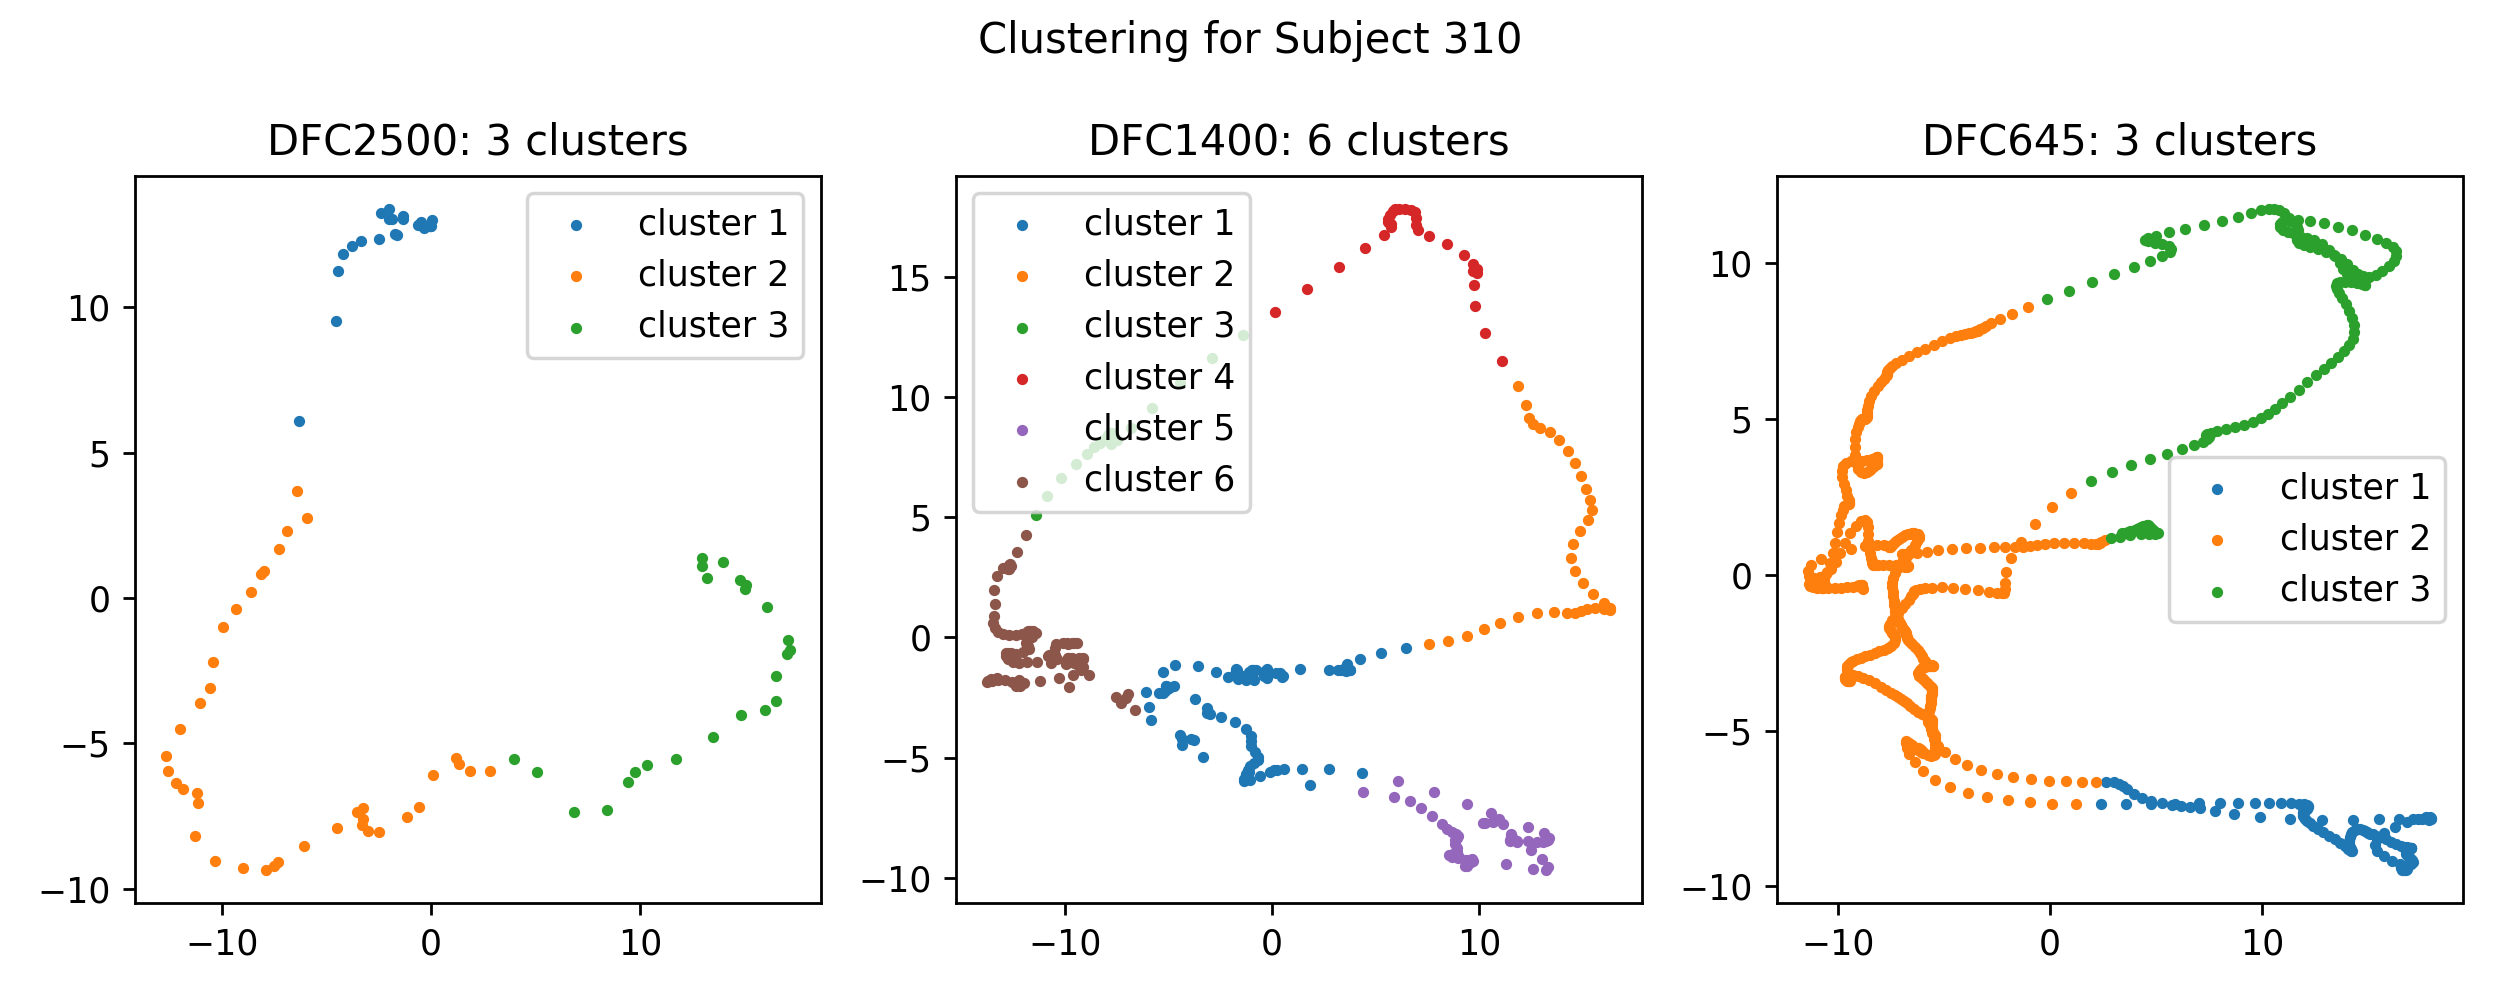 Clustering for Subject 310
DFC2500: 3 clusters
cluster 1
cluster 2
cluster 3
10
5
0
−5
−10
−10
0
10
DFC1400: 6 clusters
cluster 1
cluster 2
cluster 3
cluster 4
cluster 5
cluster 6
15
10
5
0
−5
−10
−10
0
10
DFC645: 3 clusters
cluster 1
cluster 2
cluster 3
10
5
0
−5
−10
−10
0
10